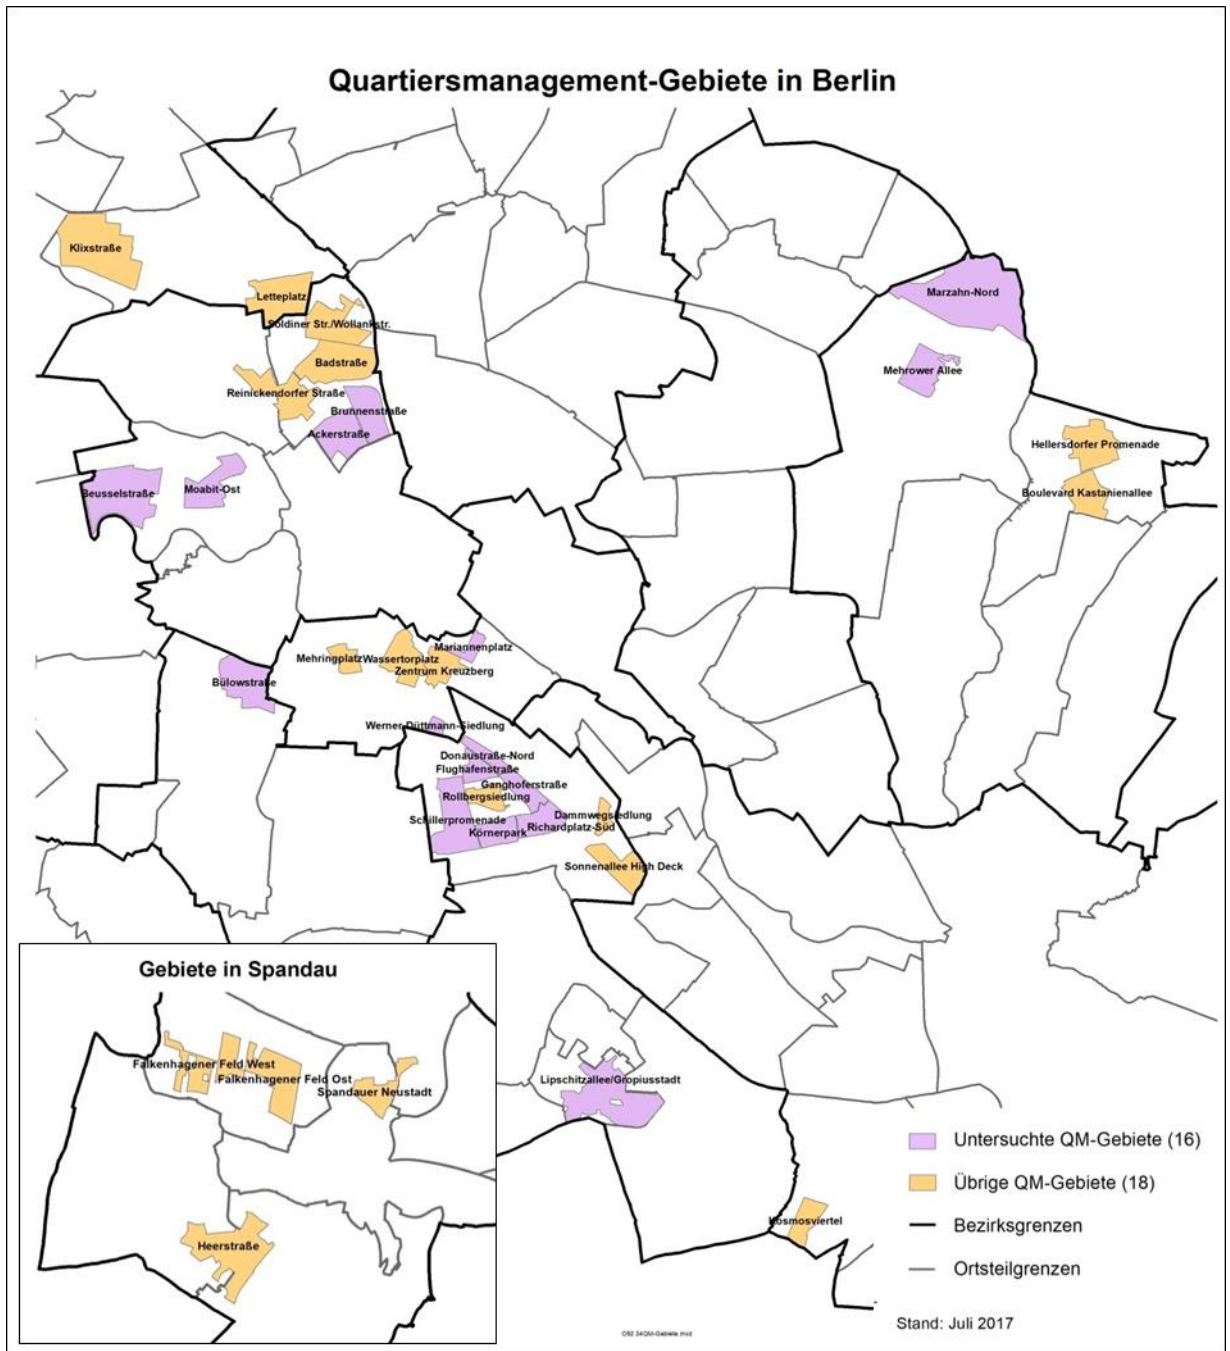 Quartiersmanagement-Gebiete in Berlin
Klixstraße
Letteplatz
Soldiner Str./Wollankstr.
Badstraße
Reinickendorfer Straße
Brunnenstraße
Ackerstraße
Beusselstraße
Moabit-Ost
Marzahn-Nord
Mehrower Allee
Hellersdorfer Promenade
Boulevard Kastanienallee
Mariannenplatz
Mehringplatz
Wassertorplatz
Zentrum Kreuzberg
Bülowstraße
Werner-Düttmann-Siedlung
Donaustraße-Nord
Flughafenstraße
Ganghoferstraße
Rollbergsiedlung
Dammwegsiedlung
Schillerpromenade
Richardplatz-Süd
Körnerpark
Sonnenallee High Deck
Gebiete in Spandau
Falkenhagener Feld West
Falkenhagener Feld Ost
Spandauer Neustadt
Heerstraße
Lipschitzallee/Gropiusstadt
Kosmosviertel
Untersuchte QM-Gebiete (16)
Übrige QM-Gebiete (18)
Bezirksgrenzen
Ortsteilgrenzen
Stand: Juli 2017